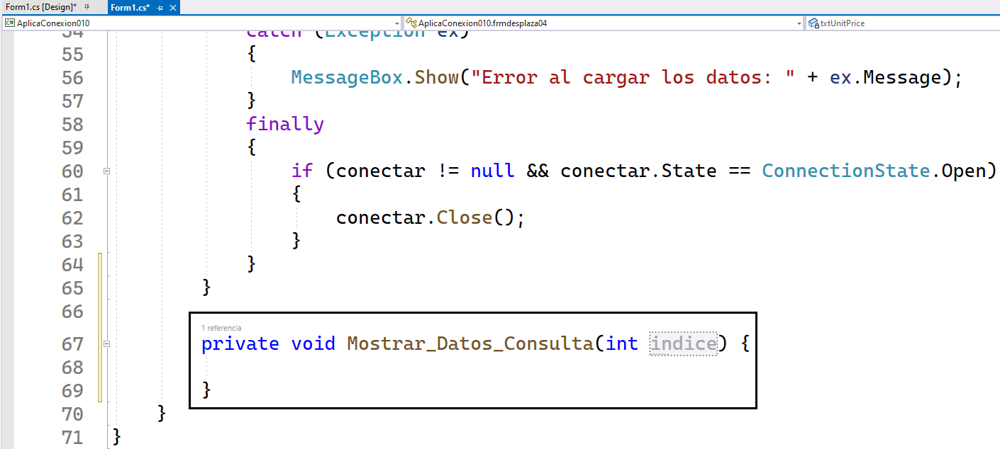 Form1.cs [Design]*
Form1.cs*
AplicaConexion010
AplicaConexion010.frmdesplaza04
txtUnitPrice
54 catch (Exception ex)
55 {
56 MessageBox.Show("Error al cargar los datos: " + ex.Message);
57 }
58 finally
59 {
60 if (conectar != null && conectar.State == ConnectionState.Open)
61 {
62 conectar.Close();
63 }
64 }
65 }
66
1 referencia
67 private void Mostrar_Datos_Consulta(int indice) {
68
69 }
70 }
71 }